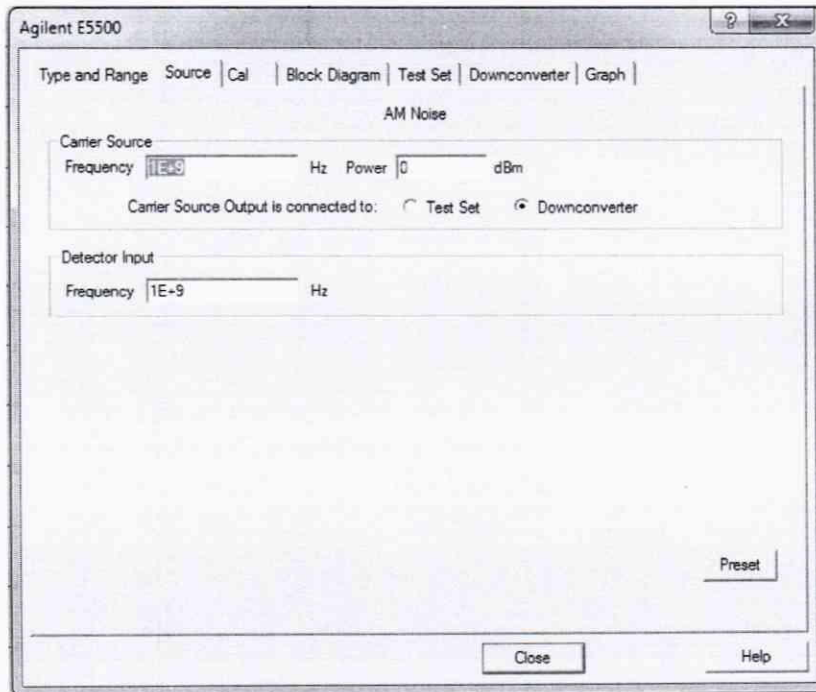 Agilent E5500
Type and Range Source Cal Block Diagram Test Set Downconverter Graph
AM Noise
Carrier Source
Frequency 1E+9 Hz Power 0 dBm
Carrier Source Output is connected to: Test Set Downconverter
Detector Input
Frequency 1E+9 Hz
Preset
Close Help